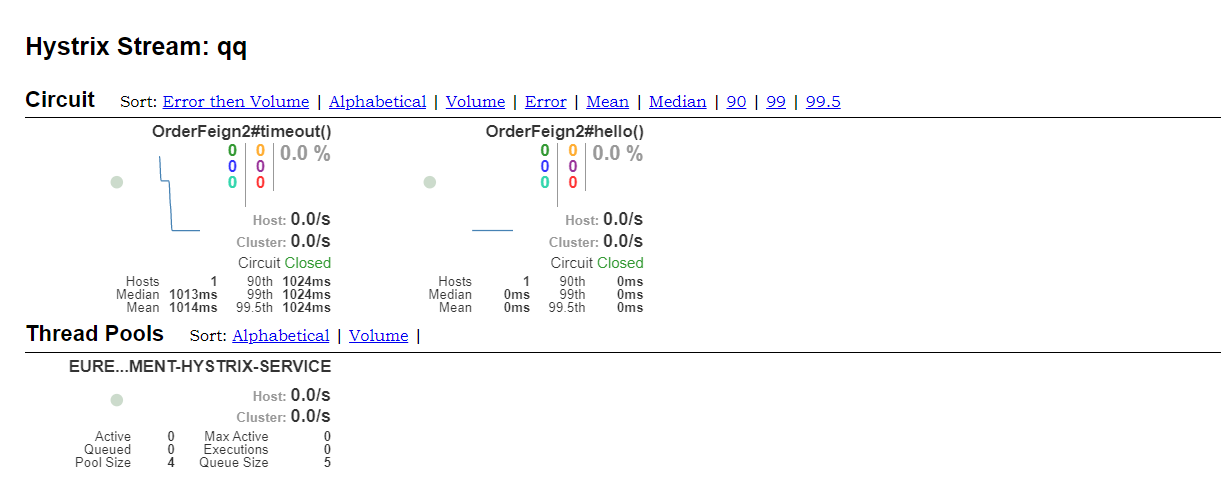 Hystrix Stream: qq
Circuit Sort: Error then Volume | Alphabetical | Volume | Error | Mean | Median | 90 | 99 | 99.5
OrderFeign2#timeout() OrderFeign2#hello()
0 0 0.0 % 0 0 0.0 %
0 0 0 0
0 0 0 0
Host: 0.0/s Host: 0.0/s
Cluster: 0.0/s Cluster: 0.0/s
Circuit Closed Circuit Closed
Hosts 1 90th 1024ms Hosts 1 90th 0ms
Median 1013ms 99th 1024ms Median 0ms 99th 0ms
Mean 1014ms 99.5th 1024ms Mean 0ms 99.5th 0ms
Thread Pools Sort: Alphabetical | Volume |
EURE...MENT-HYSTRIX-SERVICE
Host: 0.0/s
Cluster: 0.0/s
Active 0 Max Active 0
Queued 0 Executions 0
Pool Size 4 Queue Size 5